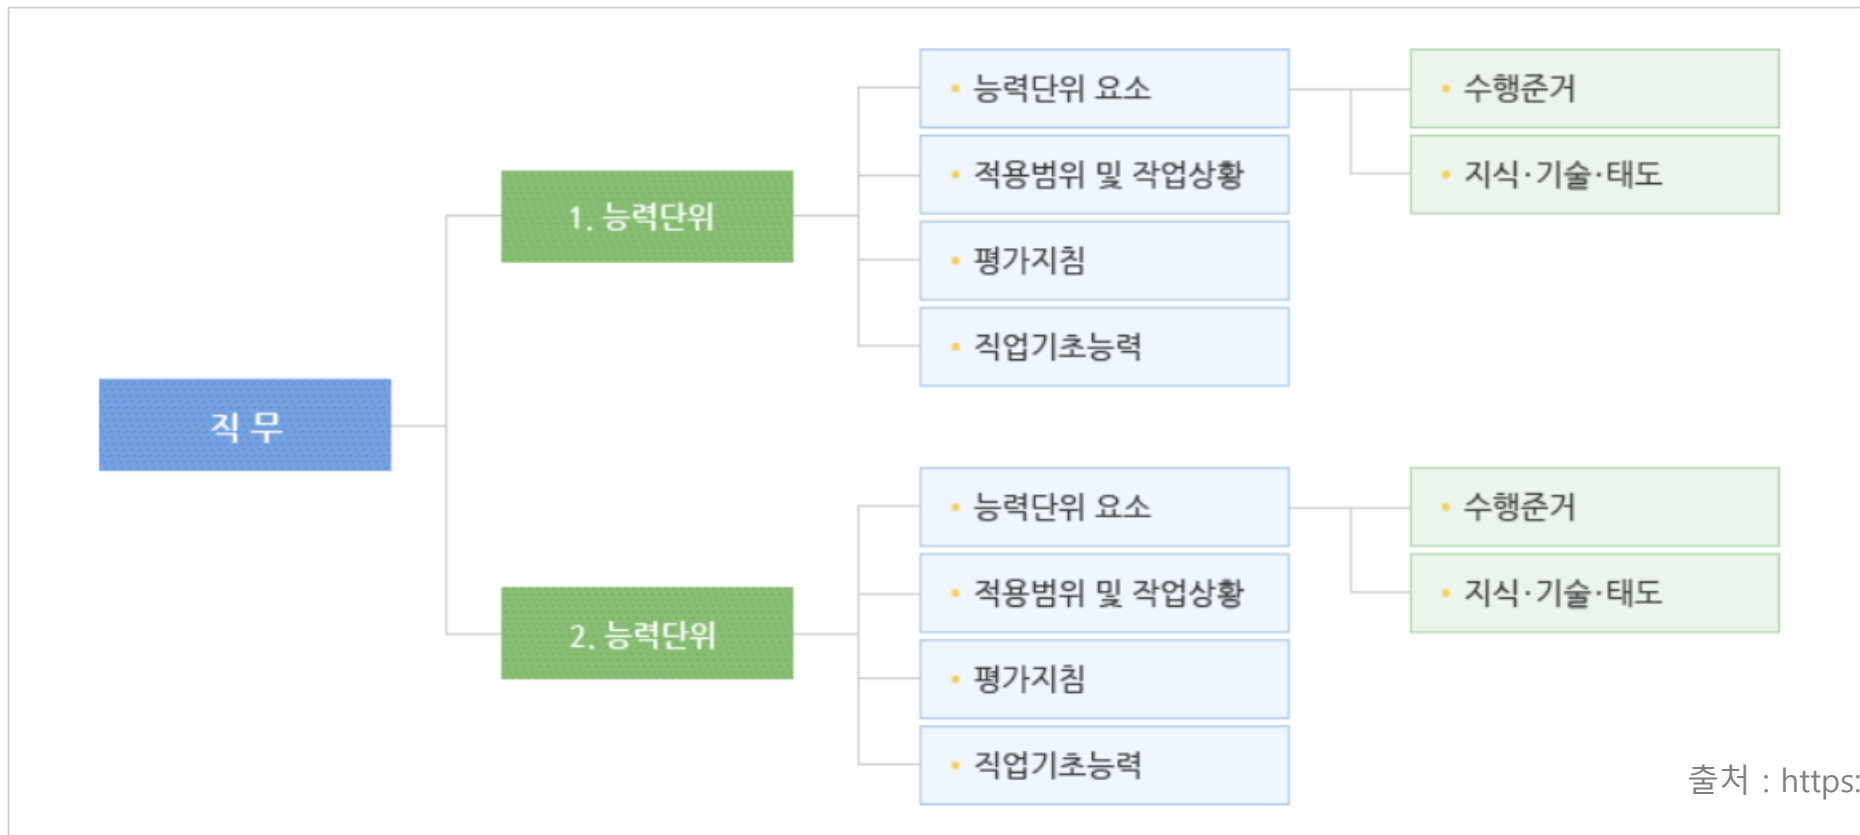 직 무
1. 능력단위
• 능력단위 요소
• 적용범위 및 작업상황
• 평가지침
• 직업기초능력
• 수행준거
• 지식·기술·태도
2. 능력단위
• 능력단위 요소
• 적용범위 및 작업상황
• 평가지침
• 직업기초능력
• 수행준거
• 지식·기술·태도
출처 : https: